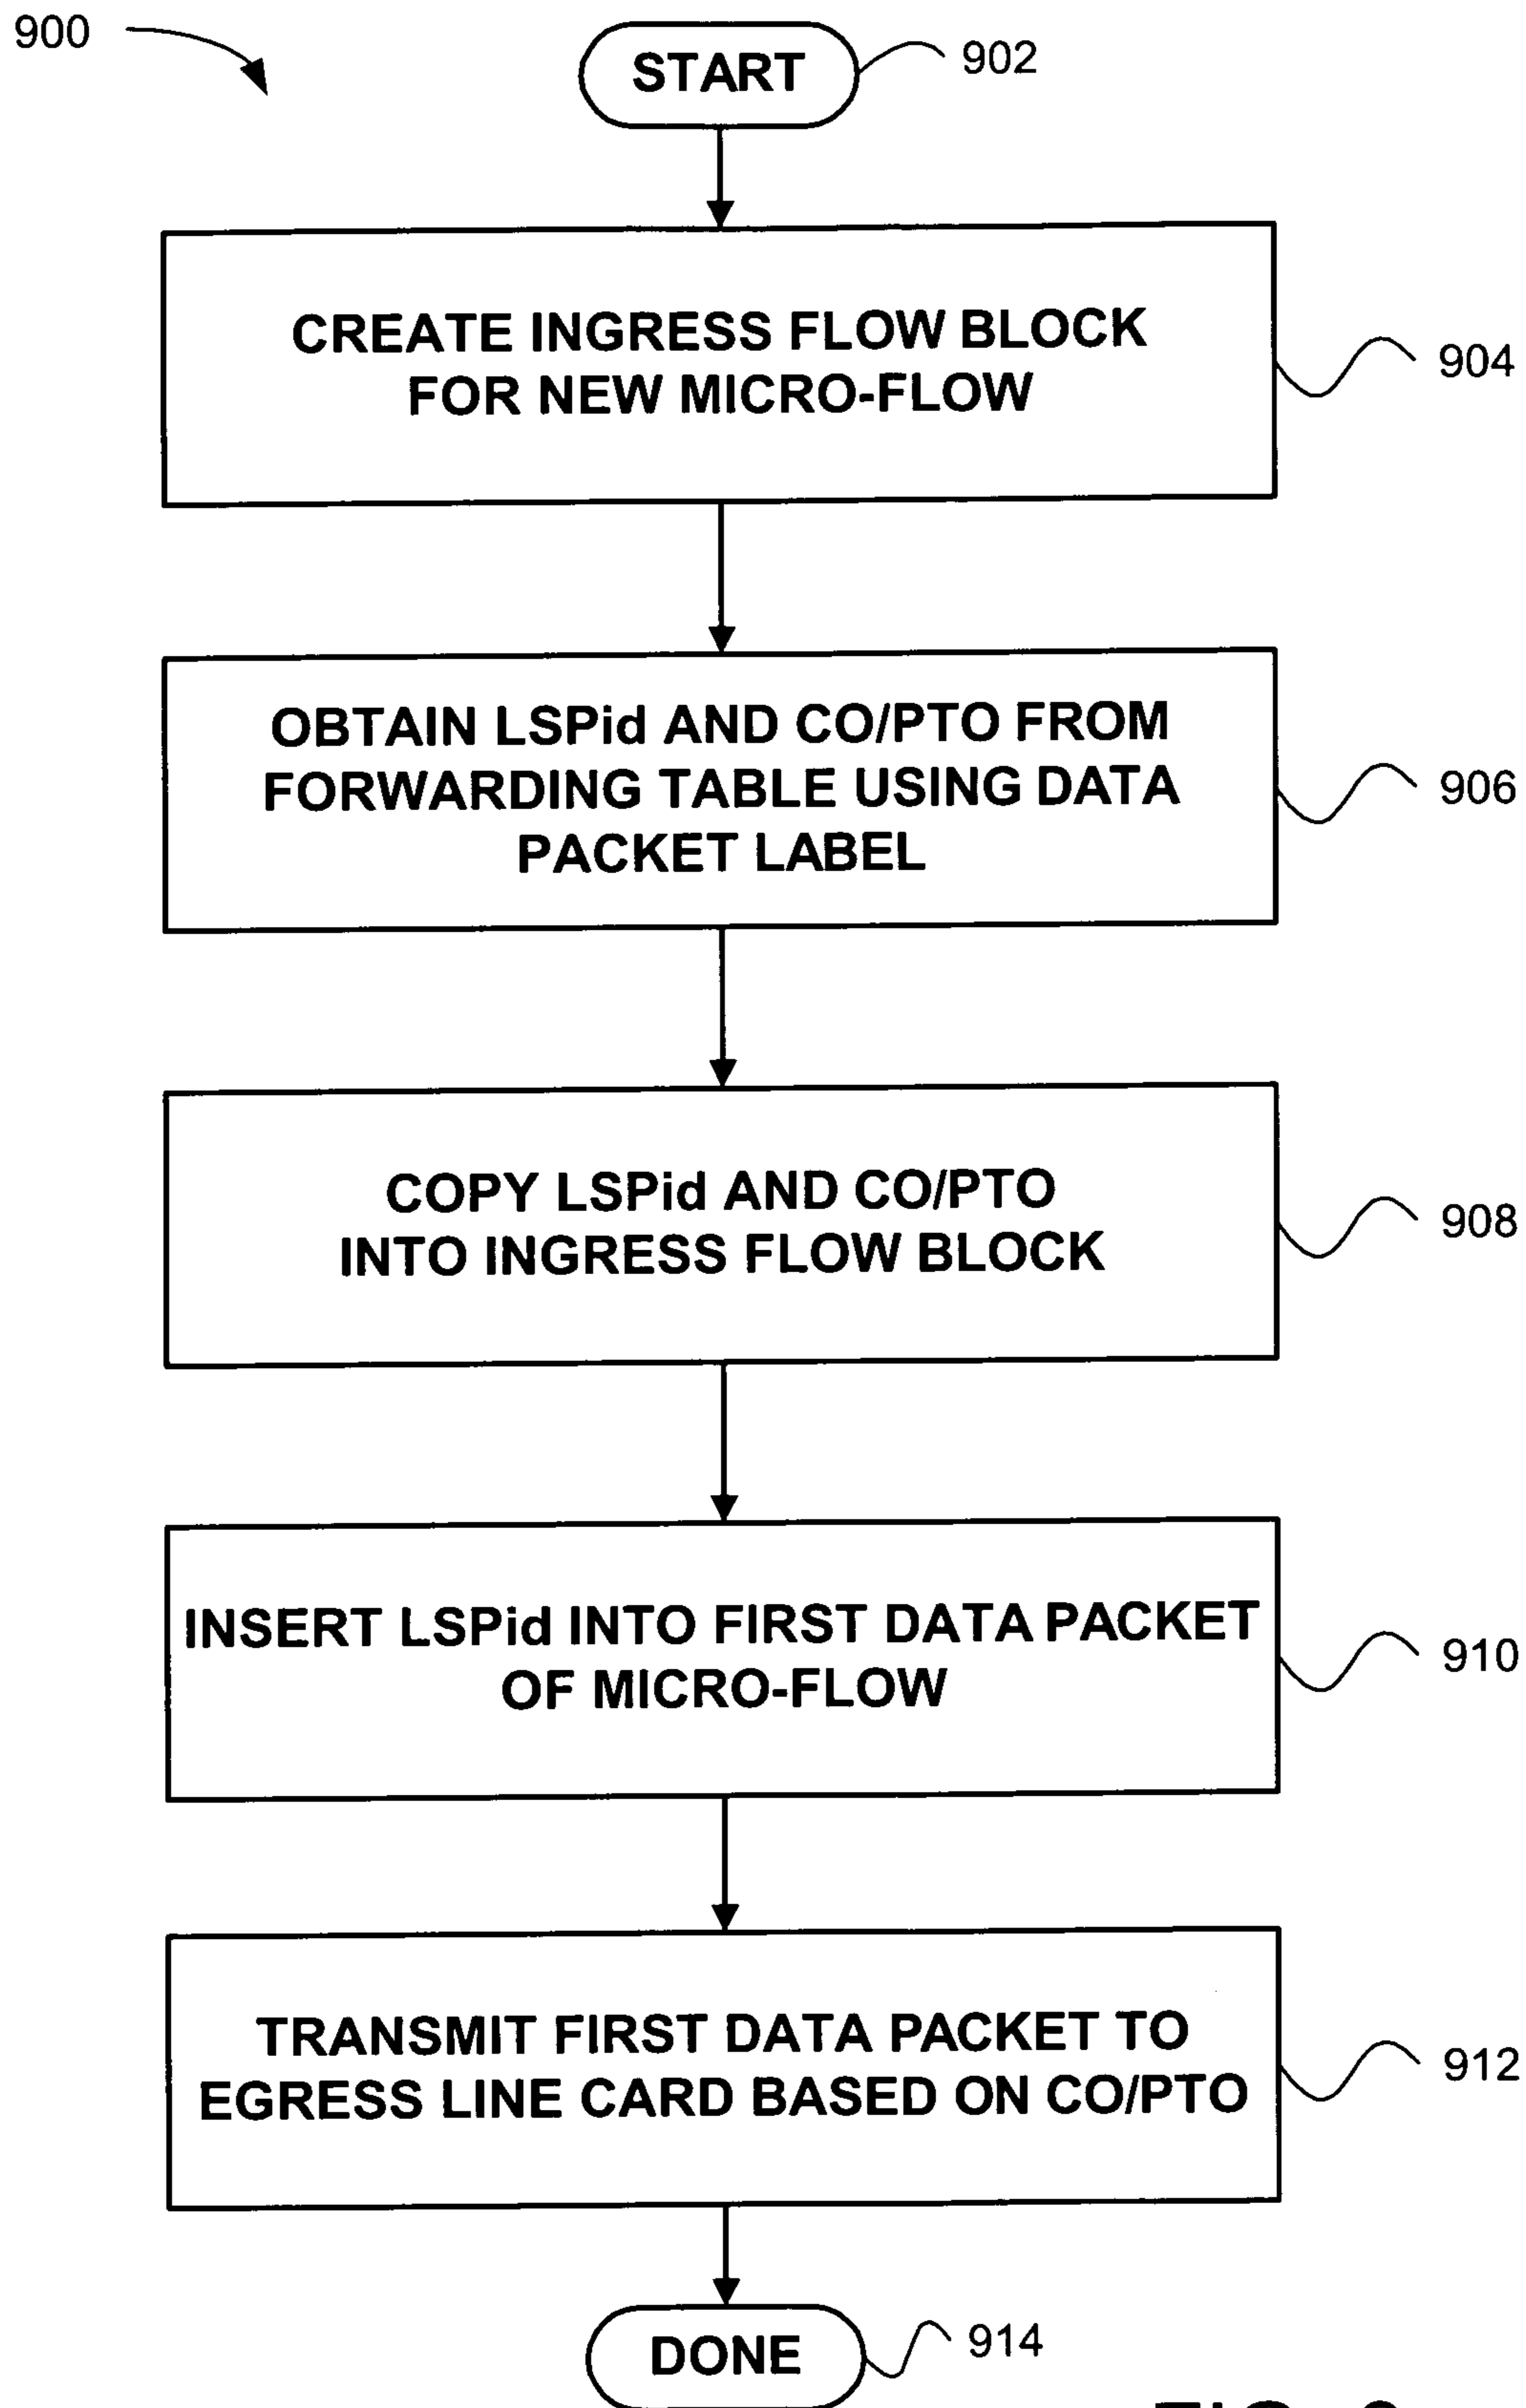 900
START
902
CREATE INGRESS FLOW BLOCK
FOR NEW MICRO-FLOW
904
OBTAIN LSPid AND CO/PTO FROM
FORWARDING TABLE USING DATA
PACKET LABEL
906
COPY LSPid AND CO/PTO
INTO INGRESS FLOW BLOCK
908
INSERT LSPid INTO FIRST DATA PACKET
OF MICRO-FLOW
910
TRANSMIT FIRST DATA PACKET TO
EGRESS LINE CARD BASED ON CO/PTO
912
DONE
914